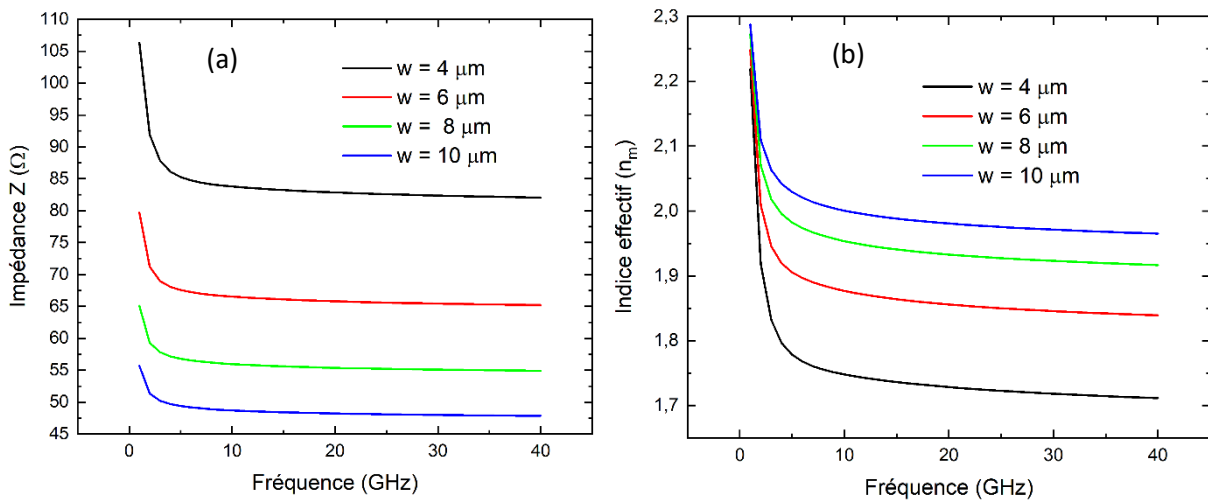 (a)
Impédance Z (Ω)
110
105
100
95
90
85
80
75
70
65
60
55
50
45
w = 4 μm
w = 6 μm
w = 8 μm
w = 10 μm
0
10
20
30
40
Fréquence (GHz)
(b)
Indice effectif (nm)
2,3
2,2
2,1
2,0
1,9
1,8
1,7
w = 4 μm
w = 6 μm
w = 8 μm
w = 10 μm
0
10
20
30
40
Fréquence (GHz)